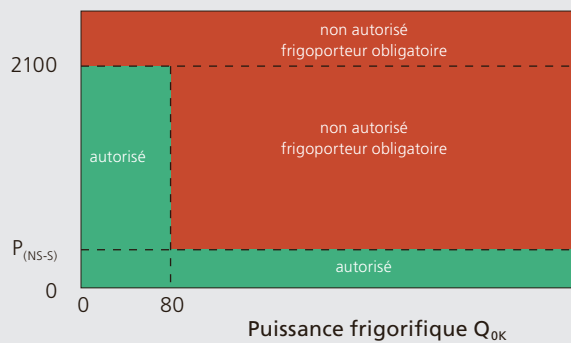 non autorisé
frigoporteur obligatoire
2100
non autorisé
frigoporteur obligatoire
autorisé
P(NS-S)
autorisé
0
0 80
Puissance frigorifique Q0K